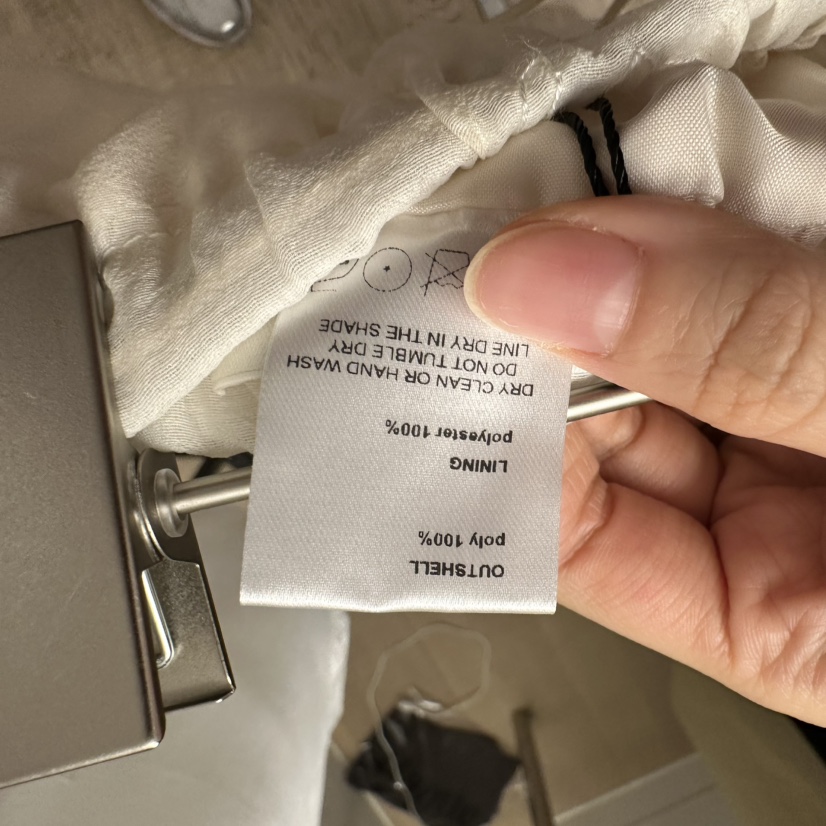 OUTSHELL
poly 100%
LINING
polyester 100%
DRY CLEAN OR HAND WASH
DO NOT TUMBLE DRY
LINE DRY IN THE SHADE